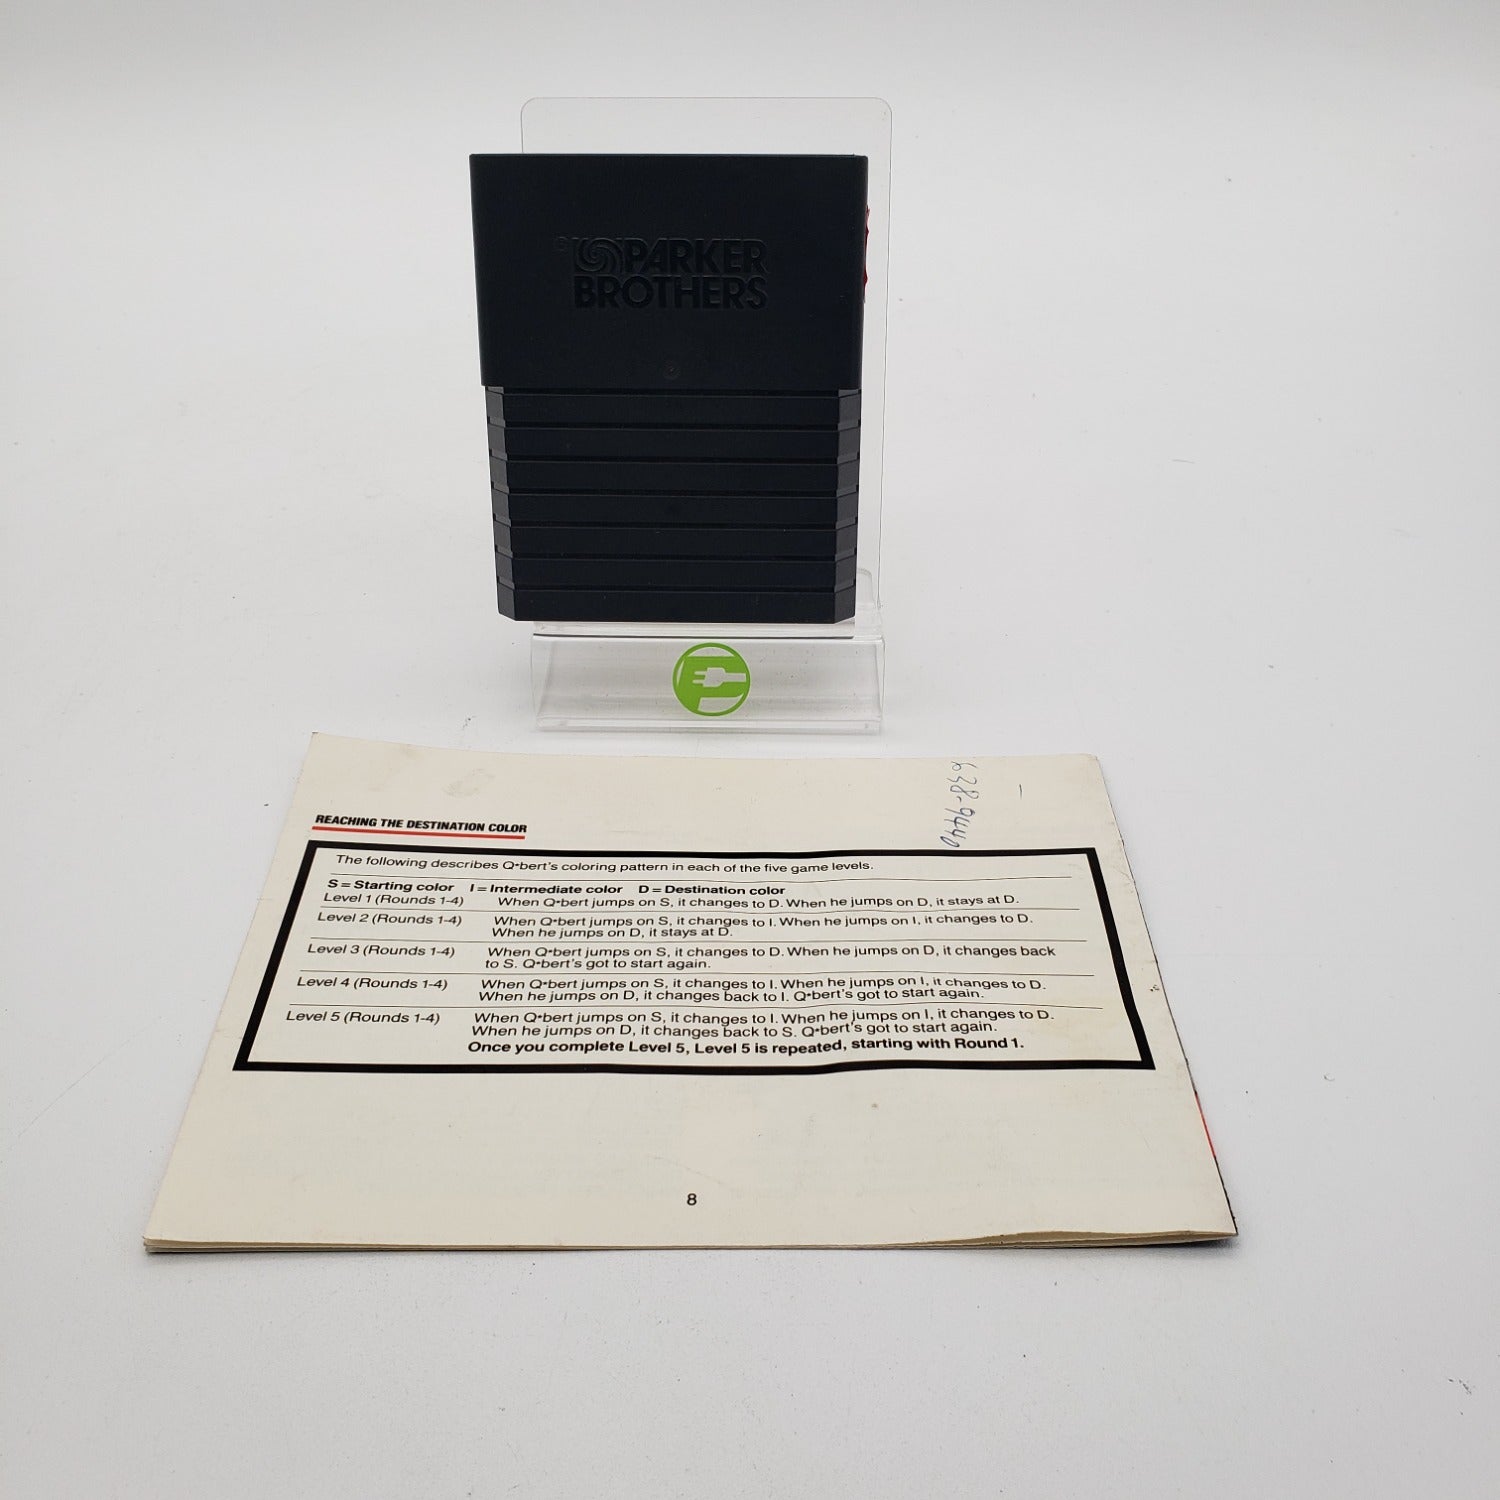 PARKER
BROTHERS
638-9440
REACHING THE DESTINATION COLOR
The following describes Q*bert's coloring pattern in each of the five game levels.
S = Starting color I = Intermediate color D = Destination color
Level 1 (Rounds 1-4) When Q*bert jumps on S, it changes to D. When he jumps on D, it stays at D.
Level 2 (Rounds 1-4) When Q*bert jumps on S, it changes to I. When he jumps on I, it changes to D.
When he jumps on D, it stays at D.
Level 3 (Rounds 1-4) When Q*bert jumps on S, it changes to D. When he jumps on D, it changes back
to S. Q*bert's got to start again.
Level 4 (Rounds 1-4) When Q*bert jumps on S, it changes to I. When he jumps on I, it changes to D.
When he jumps on D, it changes back to I. Q*bert's got to start again.
Level 5 (Rounds 1-4) When Q*bert jumps on S, it changes to I. When he jumps on I, it changes to D.
When he jumps on D, it changes back to S. Q*bert's got to start again.
Once you complete Level 5, Level 5 is repeated, starting with Round 1.
8